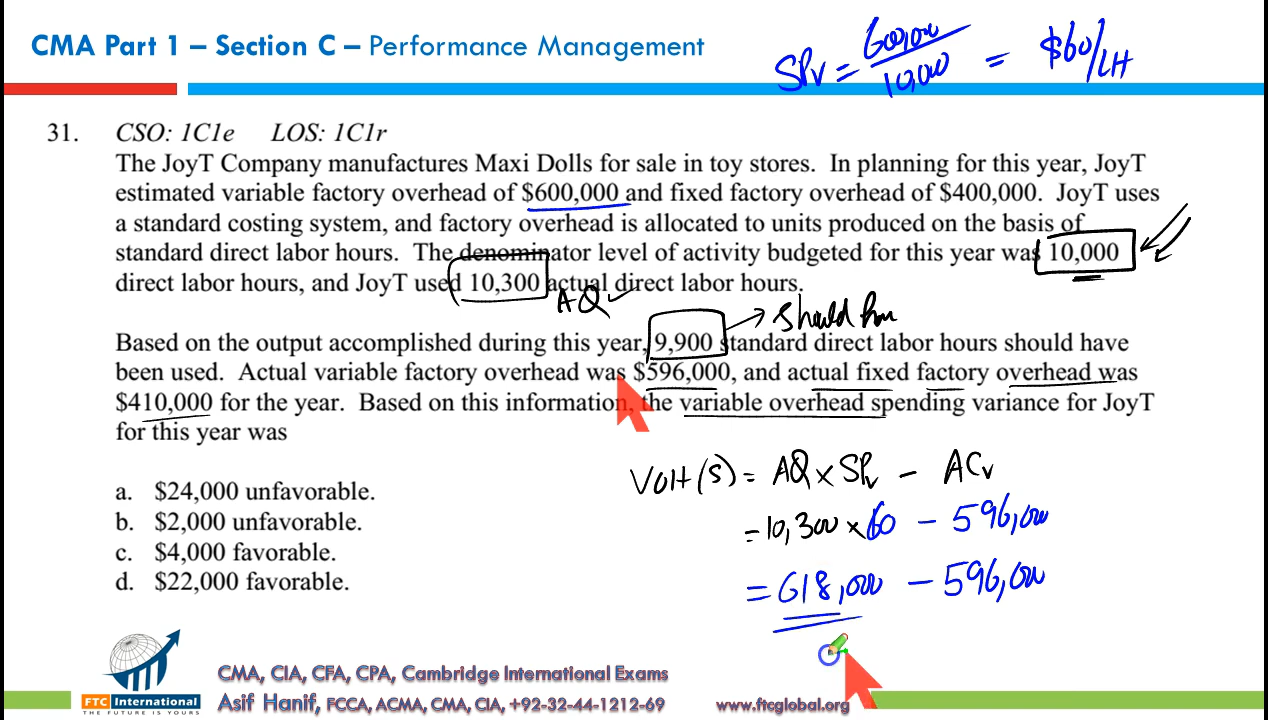 CMA Part 1 – Section C – Performance Management
SPv = 600,000 / 10,000 = $60/LH
31. CSO: 1C1e LOS: 1C1r
The JoyT Company manufactures Maxi Dolls for sale in toy stores. In planning for this year, JoyT
estimated variable factory overhead of $600,000 and fixed factory overhead of $400,000. JoyT uses
a standard costing system, and factory overhead is allocated to units produced on the basis of
standard direct labor hours. The denominator level of activity budgeted for this year was 10,000
direct labor hours, and JoyT used 10,300 actual direct labor hours.
AQ
should
Based on the output accomplished during this year, 9,900 standard direct labor hours should have
been used. Actual variable factory overhead was $596,000, and actual fixed factory overhead was
$410,000 for the year. Based on this information, the variable overhead spending variance for JoyT
for this year was
VOH(S) = AQ × SPv – ACv
a. $24,000 unfavorable.
= 10,300 × 60 – 596,000
b. $2,000 unfavorable.
c. $4,000 favorable.
= 618,000 – 596,000
d. $22,000 favorable.
FTC International
THE FUTURE IS YOURS
CMA, CIA, CFA, CPA, Cambridge International Exams
Asif Hanif, FCCA, ACMA, CMA, CIA, +92-32-44-1212-69 www.ftcglobal.org